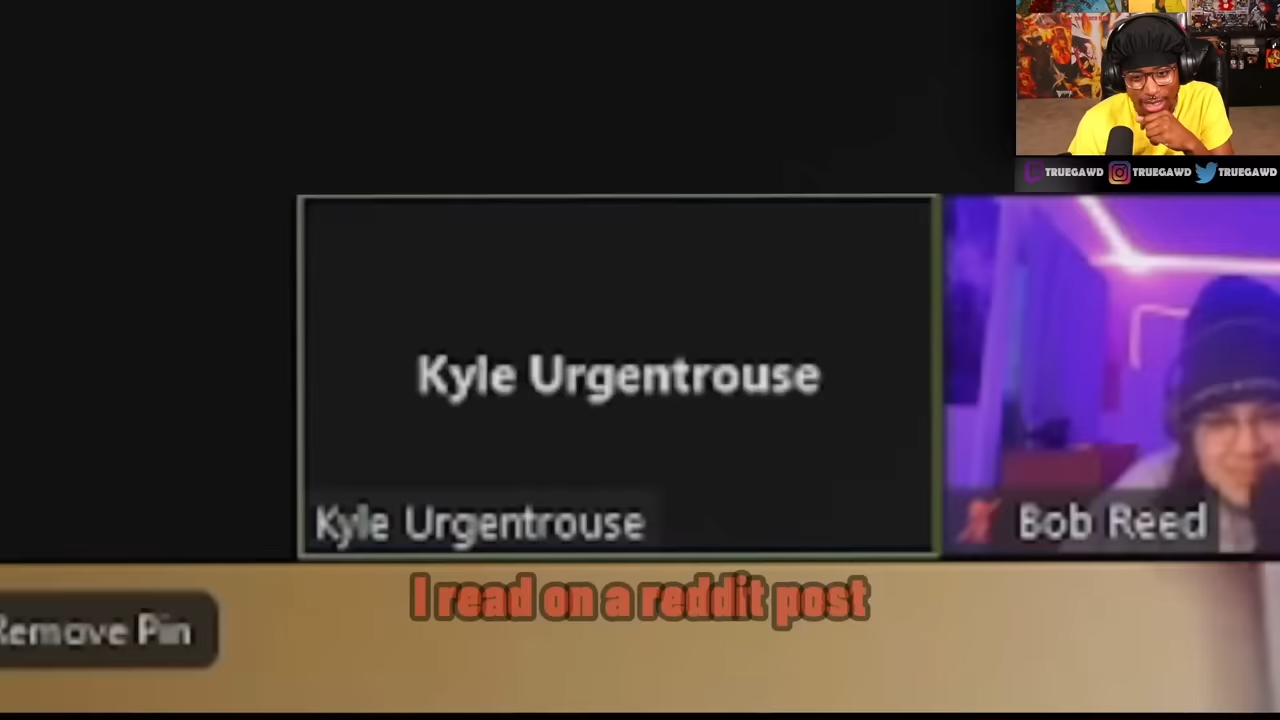 TRUEGAWD TRUEGAWD TRUEGAWD
Kyle Urgentrouse
Kyle Urgentrouse
Bob Reed
I read on a reddit post
Remove Pin